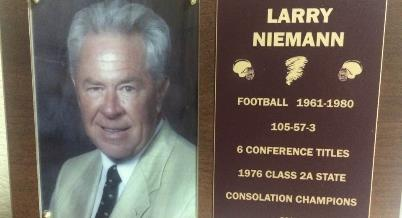 LARRY
NIEMANN
FOOTBALL 1961-1980
105-57-3
6 CONFERENCE TITLES
1976 CLASS 2A STATE
CONSOLATION CHAMPIONS